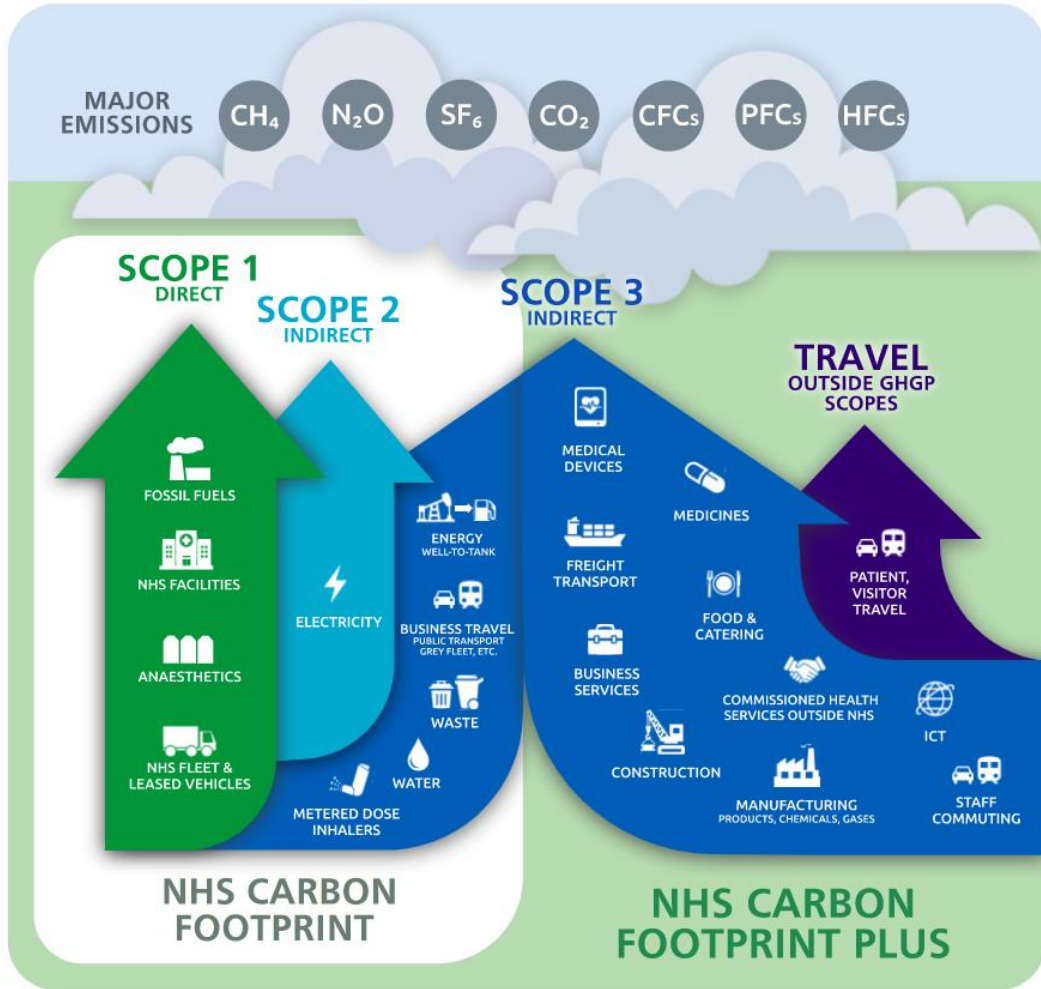 MAJOR
EMISSIONS
CH₄
N₂O
SF₆
CO₂
CFCs
PFCs
HFCs
SCOPE 1
DIRECT
FOSSIL FUELS
NHS FACILITIES
ANAESTHETICS
NHS FLEET &
LEASED VEHICLES
SCOPE 2
INDIRECT
ELECTRICITY
SCOPE 3
INDIRECT
ENERGY
WELL-TO-TANK
BUSINESS TRAVEL
PUBLIC TRANSPORT
GREY FLEET, ETC.
WASTE
WATER
METERED DOSE
INHALERS
MEDICAL
DEVICES
MEDICINES
FREIGHT
TRANSPORT
FOOD &
CATERING
BUSINESS
SERVICES
COMMISSIONED HEALTH
SERVICES OUTSIDE NHS
ICT
CONSTRUCTION
MANUFACTURING
PRODUCTS, CHEMICALS, GASES
STAFF
COMMUTING
TRAVEL
OUTSIDE GHGP
SCOPES
PATIENT,
VISITOR
TRAVEL
NHS CARBON
FOOTPRINT
NHS CARBON
FOOTPRINT PLUS